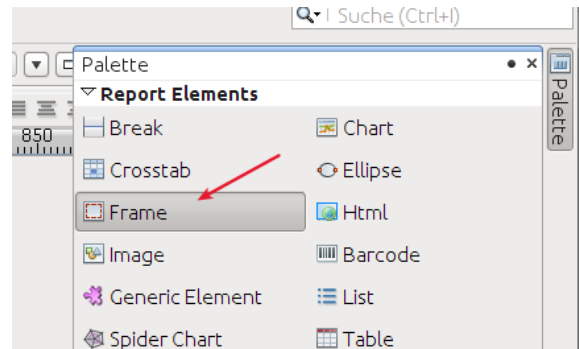 Suche (Ctrl+I)
Palette
Report Elements
Break
Chart
Crosstab
Ellipse
Frame
Html
Image
Barcode
Generic Element
List
Spider Chart
Table
850
Palette